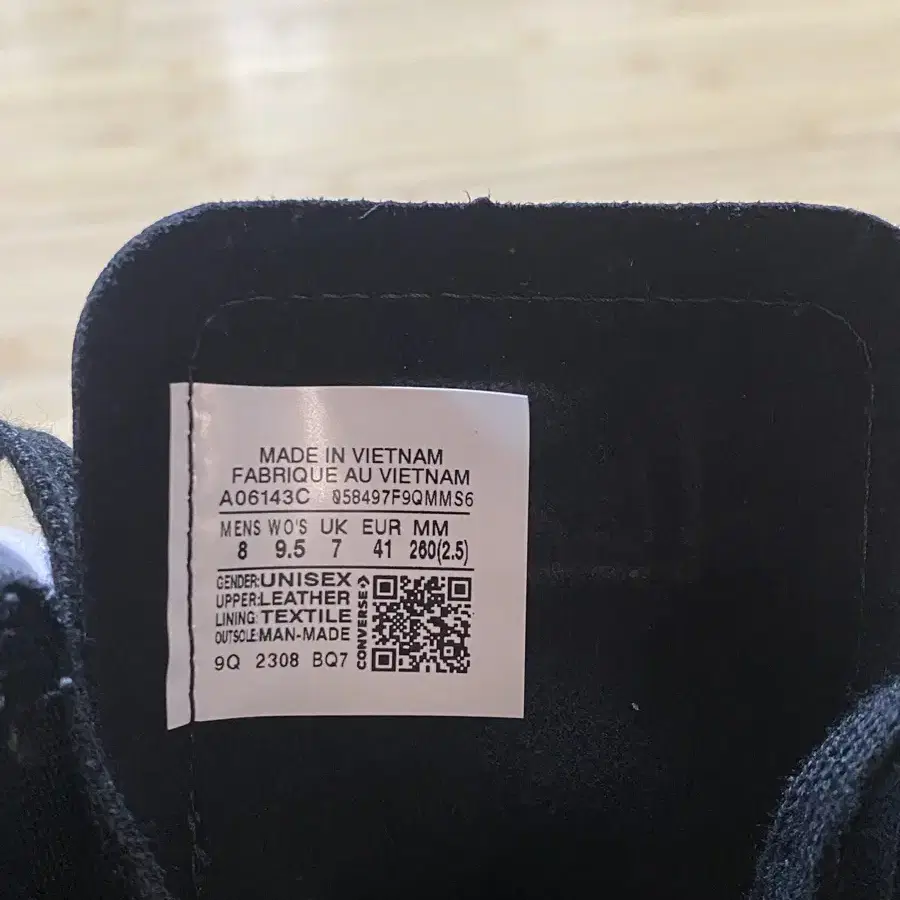 MADE IN VIETNAM
FABRIQUE AU VIETNAM
A06143C 058497F9QMMS6
MENS WO'S UK EUR MM
8 9.5 7 41 260(2.5)
GENDER:UNISEX
UPPER:LEATHER
LINING:TEXTILE
OUTSOLE:MAN-MADE
9Q 2308 BQ7
CONVERSE